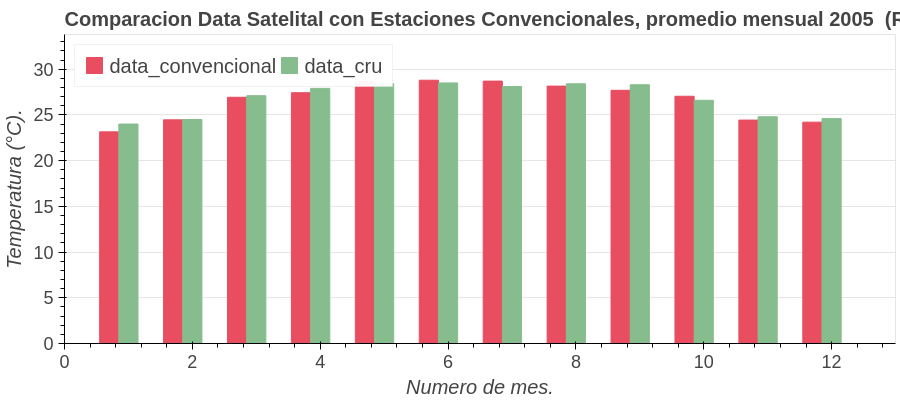 Comparacion Data Satelital con Estaciones Convencionales, promedio mensual 2005 (R
data_convencional data_cru
Temperatura (°C).
30
25
20
15
10
5
0
0 2 4 6 8 10 12
Numero de mes.